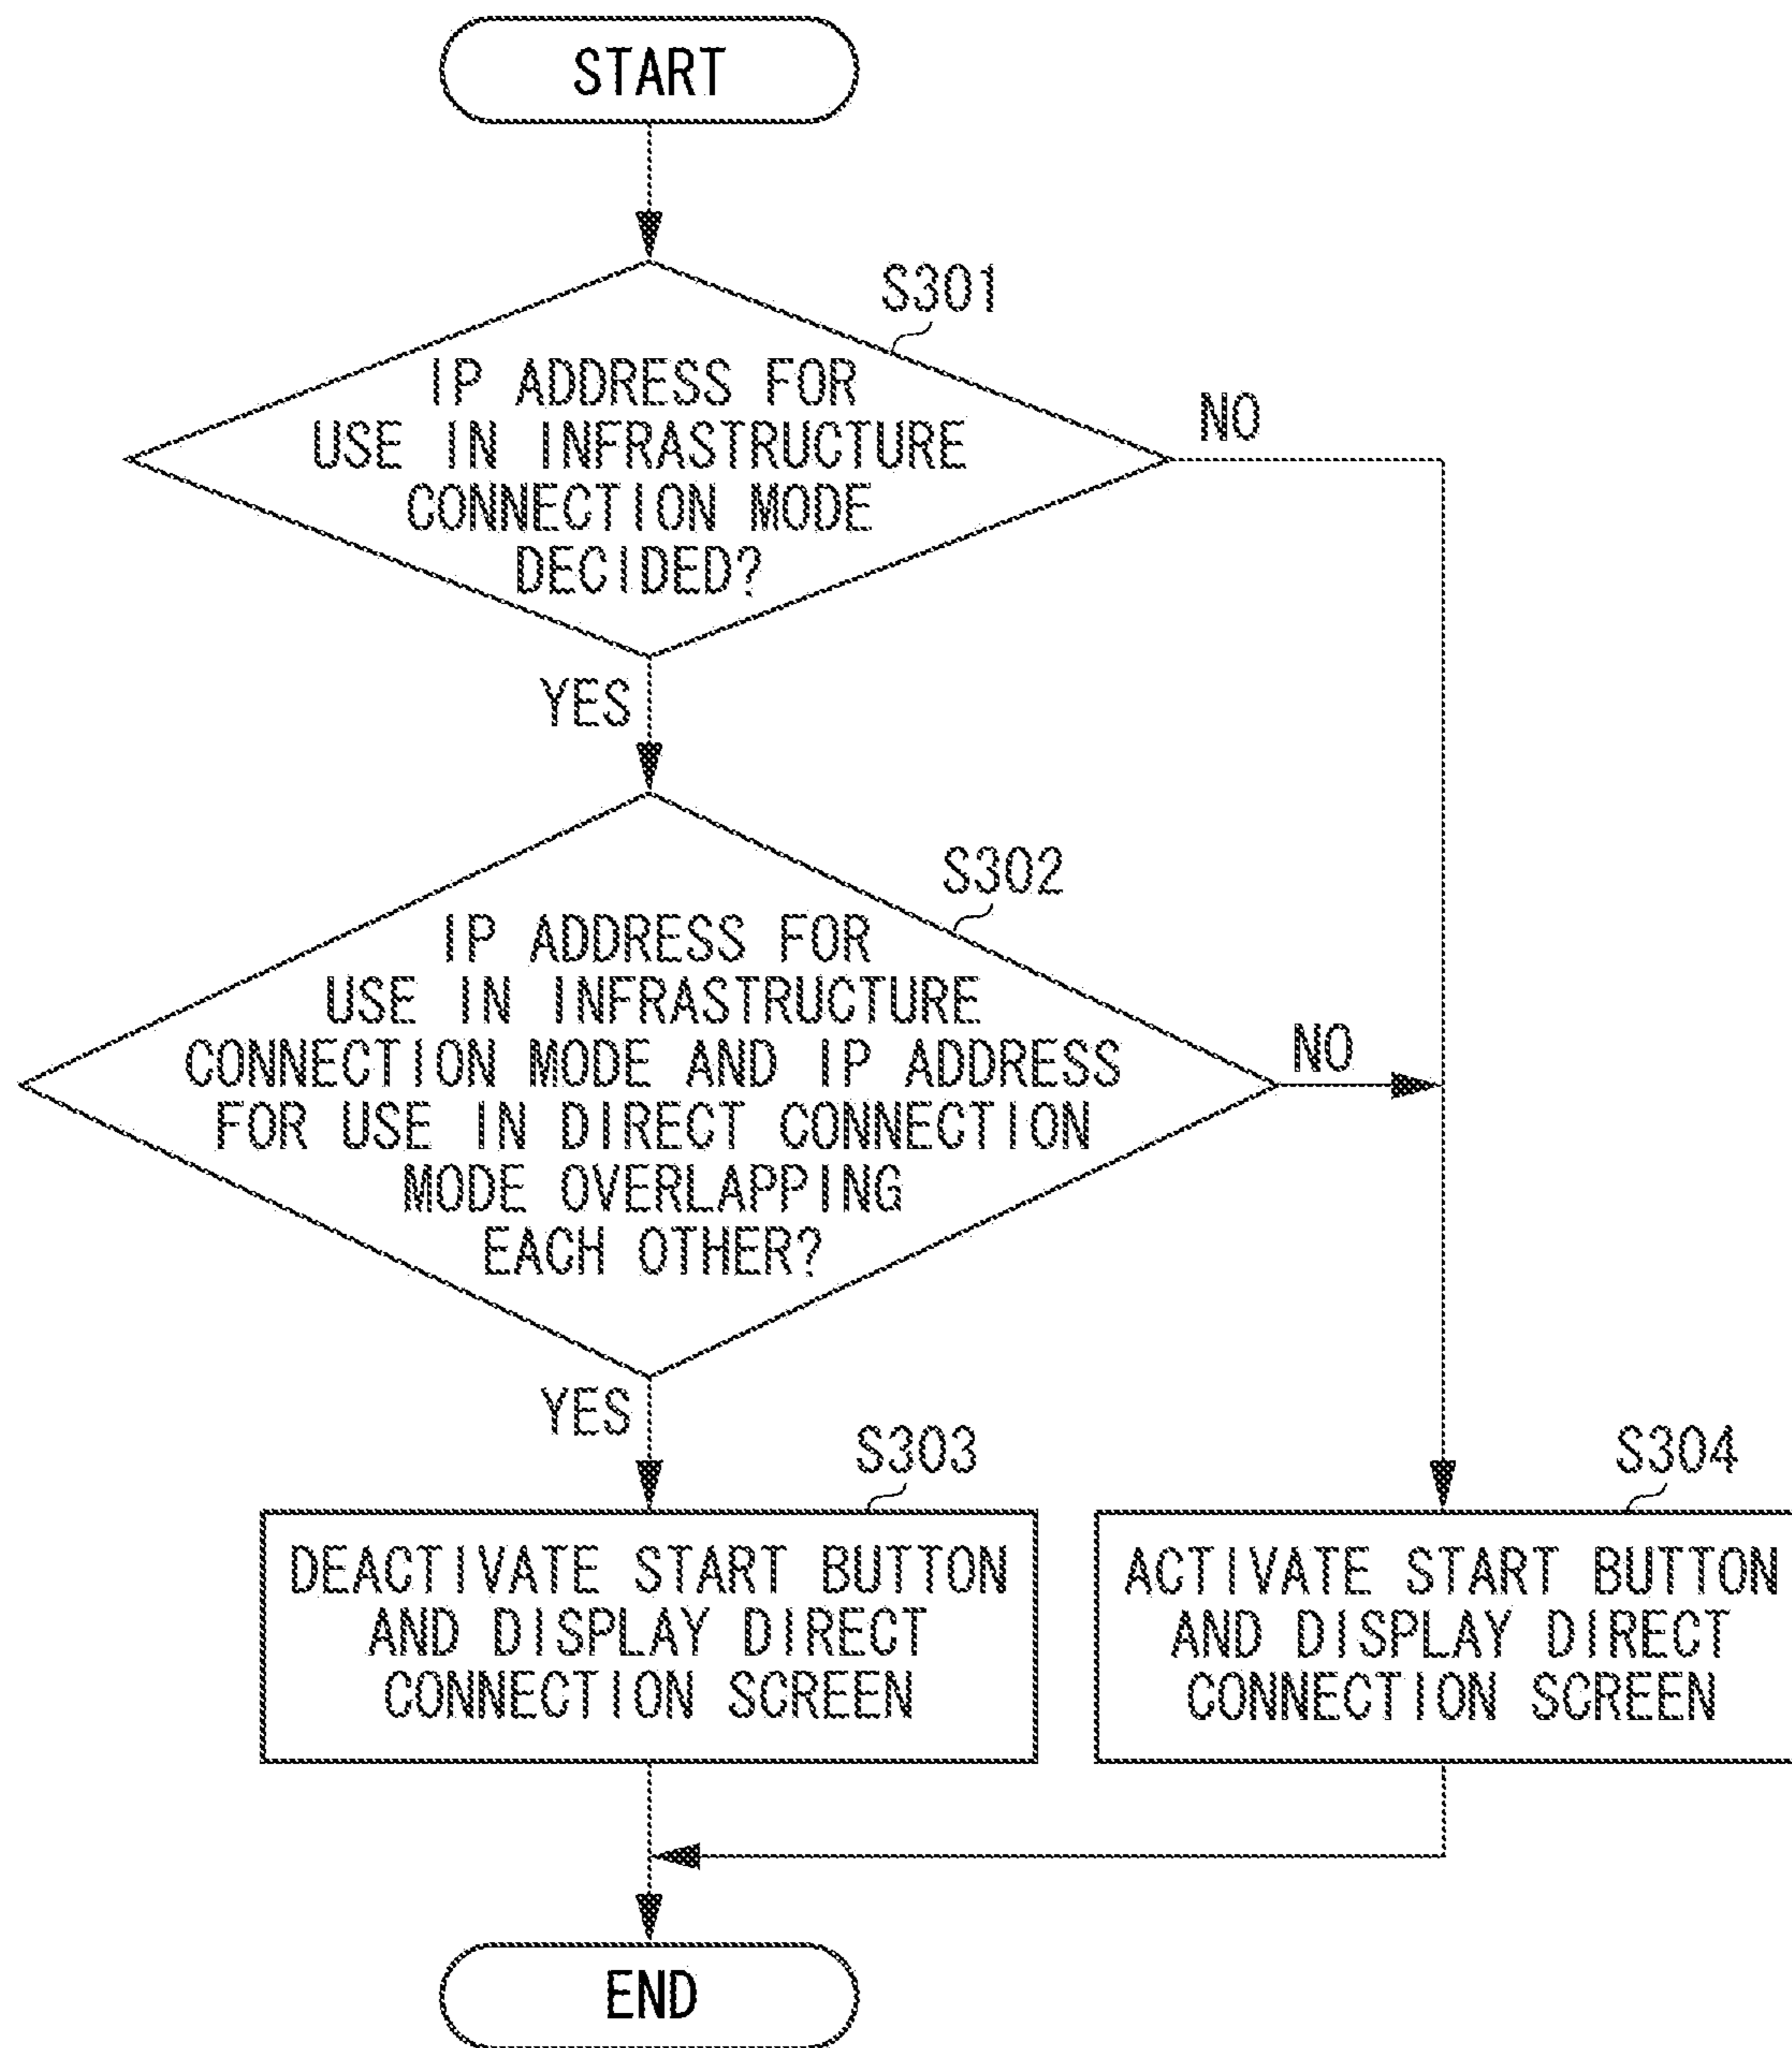 START
S301
IP ADDRESS FOR
USE IN INFRASTRUCTURE
CONNECTION MODE
DECIDED?
NO
YES
S302
IP ADDRESS FOR
USE IN INFRASTRUCTURE
CONNECTION MODE AND IP ADDRESS
FOR USE IN DIRECT CONNECTION
MODE OVERLAPPING
EACH OTHER?
NO
YES
S303
DEACTIVATE START BUTTON
AND DISPLAY DIRECT
CONNECTION SCREEN
S304
ACTIVATE START BUTTON
AND DISPLAY DIRECT
CONNECTION SCREEN
END